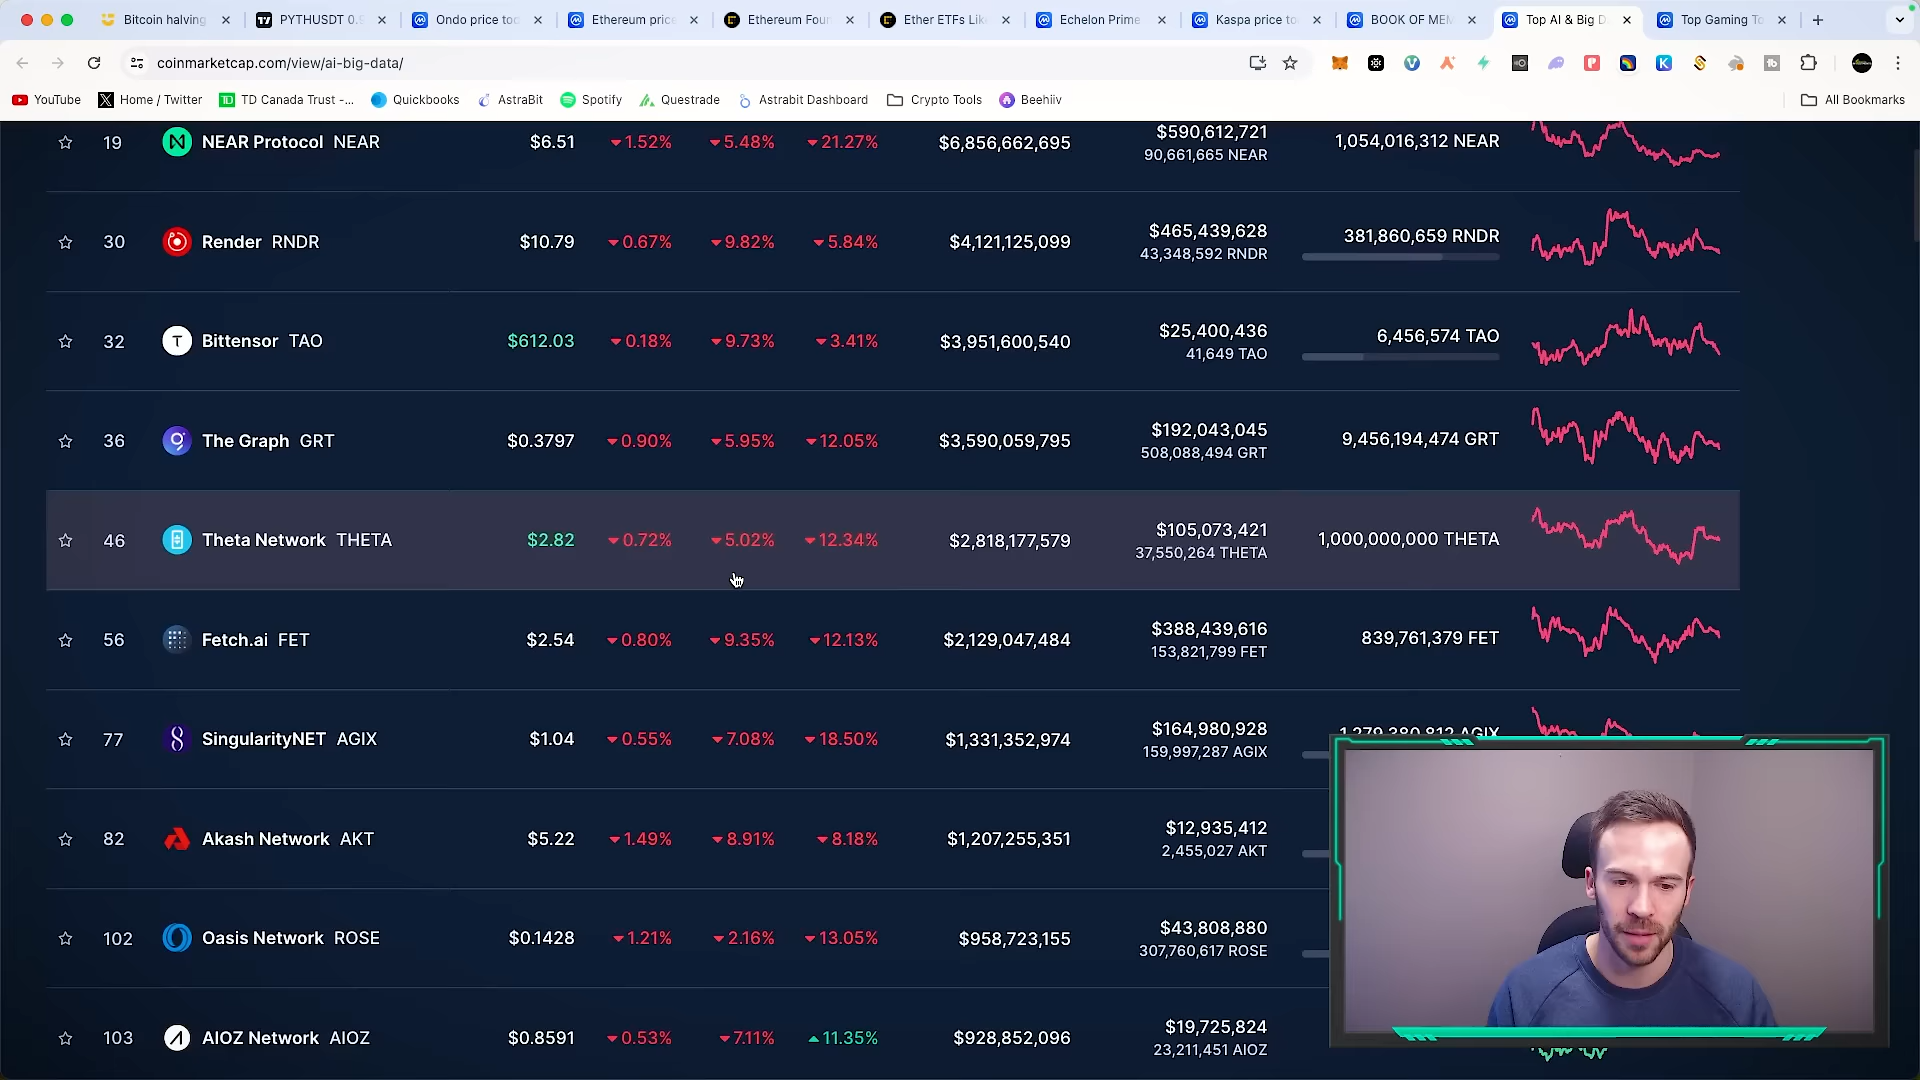 Bitcoin halving
PYTHUSDT 0.9
Ondo price tod
Ethereum price
Ethereum Foun
Ether ETFs Lik
Echelon Prime
Kaspa price to
BOOK OF MEM
Top AI & Big D
Top Gaming To
coinmarketcap.com/view/ai-big-data/
YouTube
Home / Twitter
TD Canada Trust -...
Quickbooks
AstraBit
Spotify
Questrade
Astrabit Dashboard
Crypto Tools
Beehiiv
All Bookmarks
19 NEAR Protocol NEAR $6.51 1.52% 5.48% 21.27% $6,856,662,695 $590,612,721 1,054,016,312 NEAR
90,661,665 NEAR
30 Render RNDR $10.79 0.67% 9.82% 5.84% $4,121,125,099 $465,439,628 381,860,659 RNDR
43,348,592 RNDR
32 Bittensor TAO $612.03 0.18% 9.73% 3.41% $3,951,600,540 $25,400,436 6,456,574 TAO
41,649 TAO
36 The Graph GRT $0.3797 0.90% 5.95% 12.05% $3,590,059,795 $192,043,045 9,456,194,474 GRT
508,088,494 GRT
46 Theta Network THETA $2.82 0.72% 5.02% 12.34% $2,818,177,579 $105,073,421 1,000,000,000 THETA
37,550,264 THETA
56 Fetch.ai FET $2.54 0.80% 9.35% 12.13% $2,129,047,484 $388,439,616 839,761,379 FET
153,821,799 FET
77 SingularityNET AGIX $1.04 0.55% 7.08% 18.50% $1,331,352,974 $164,980,928 1,279,380,812 AGIX
159,997,287 AGIX
82 Akash Network AKT $5.22 1.49% 8.91% 8.18% $1,207,255,351 $12,935,412
2,455,027 AKT
102 Oasis Network ROSE $0.1428 1.21% 2.16% 13.05% $958,723,155 $43,808,880
307,760,617 ROSE
103 AIOZ Network AIOZ $0.8591 0.53% 7.11% 11.35% $928,852,096 $19,725,824
23,211,451 AIOZ